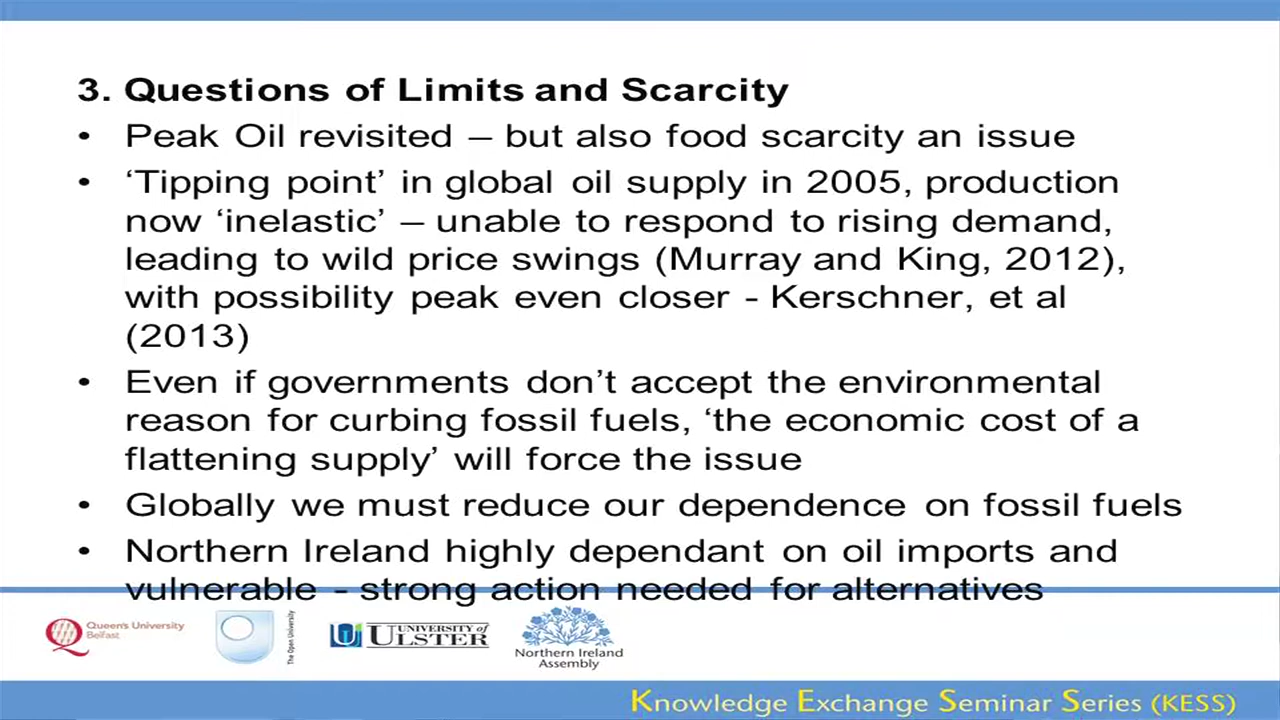 3. Questions of Limits and Scarcity
• Peak Oil revisited – but also food scarcity an issue
• ‘Tipping point’ in global oil supply in 2005, production
now ‘inelastic’ – unable to respond to rising demand,
leading to wild price swings (Murray and King, 2012),
with possibility peak even closer - Kerschner, et al
(2013)
• Even if governments don’t accept the environmental
reason for curbing fossil fuels, ‘the economic cost of a
flattening supply’ will force the issue
• Globally we must reduce our dependence on fossil fuels
• Northern Ireland highly dependant on oil imports and
vulnerable - strong action needed for alternatives
Queen's University
Belfast
The Open University
UNIVERSITY of
ULSTER
Northern Ireland
Assembly
Knowledge Exchange Seminar Series (KESS)